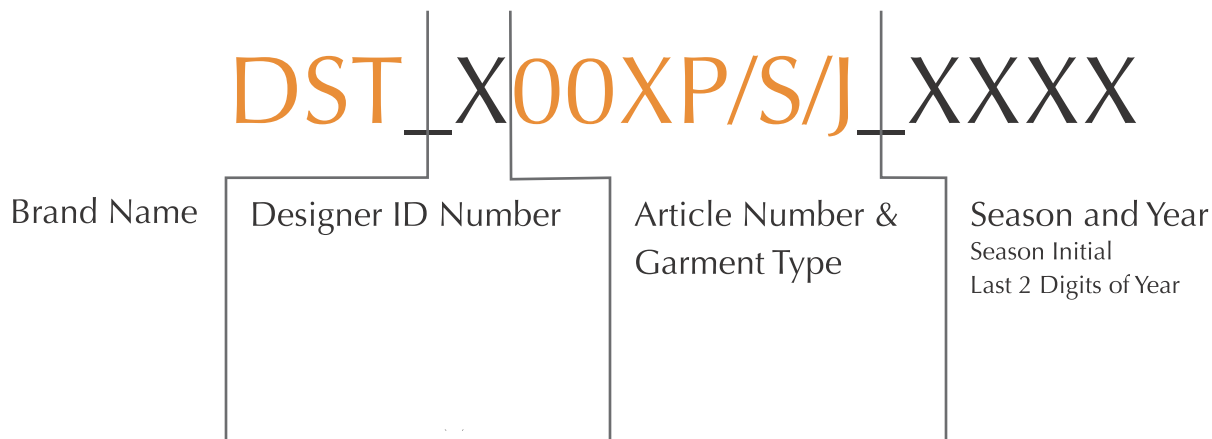 DST_X00XP/S/J_XXXX
Brand Name
Designer ID Number
Article Number &
Garment Type
Season and Year
Season Initial
Last 2 Digits of Year